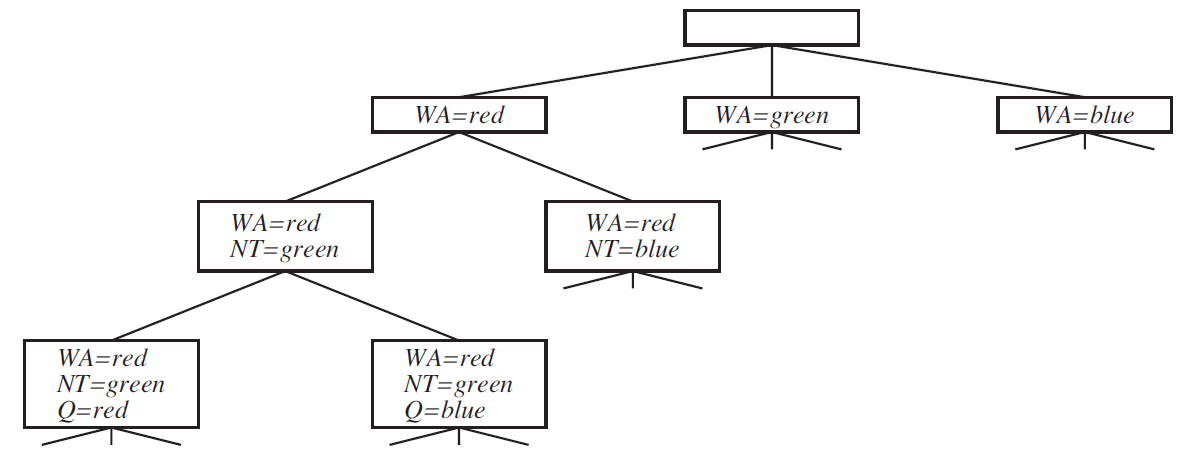 WA=red
WA=green
WA=blue
WA=red
NT=green
WA=red
NT=blue
WA=red
NT=green
Q=red
WA=red
NT=green
Q=blue